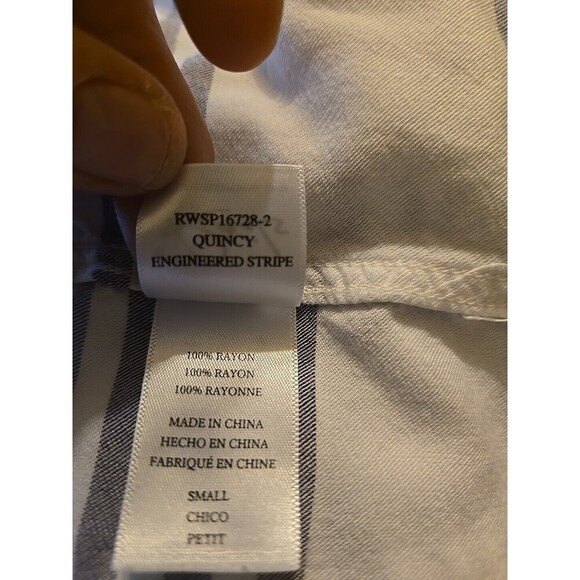 RWSP16728-2
QUINCY
ENGINEERED STRIPE
100% RAYON
100% RAYON
100% RAYONNE
MADE IN CHINA
HECHO EN CHINA
FABRIQUÉ EN CHINE
SMALL
CHICO
PETIT